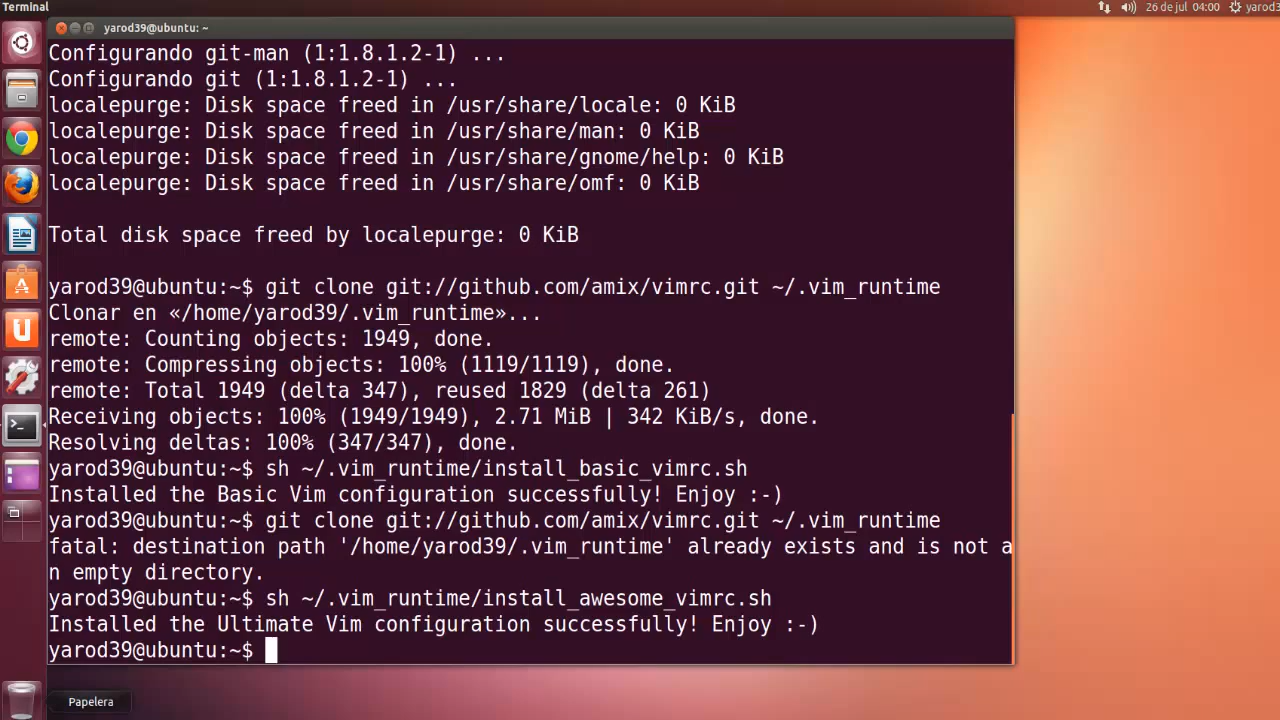 Terminal
26 de jul 04:00
yarod3
yarod39@ubuntu: ~
Configurando git-man (1:1.8.1.2-1) ...
Configurando git (1:1.8.1.2-1) ...
localepurge: Disk space freed in /usr/share/locale: 0 KiB
localepurge: Disk space freed in /usr/share/man: 0 KiB
localepurge: Disk space freed in /usr/share/gnome/help: 0 KiB
localepurge: Disk space freed in /usr/share/omf: 0 KiB
Total disk space freed by localepurge: 0 KiB
yarod39@ubuntu:~$ git clone git://github.com/amix/vimrc.git ~/.vim_runtime
Clonar en «/home/yarod39/.vim_runtime»...
remote: Counting objects: 1949, done.
remote: Compressing objects: 100% (1119/1119), done.
remote: Total 1949 (delta 347), reused 1829 (delta 261)
Receiving objects: 100% (1949/1949), 2.71 MiB | 342 KiB/s, done.
Resolving deltas: 100% (347/347), done.
yarod39@ubuntu:~$ sh ~/.vim_runtime/install_basic_vimrc.sh
Installed the Basic Vim configuration successfully! Enjoy :-)
yarod39@ubuntu:~$ git clone git://github.com/amix/vimrc.git ~/.vim_runtime
fatal: destination path '/home/yarod39/.vim_runtime' already exists and is not a
n empty directory.
yarod39@ubuntu:~$ sh ~/.vim_runtime/install_awesome_vimrc.sh
Installed the Ultimate Vim configuration successfully! Enjoy :-)
yarod39@ubuntu:~$
Papelera